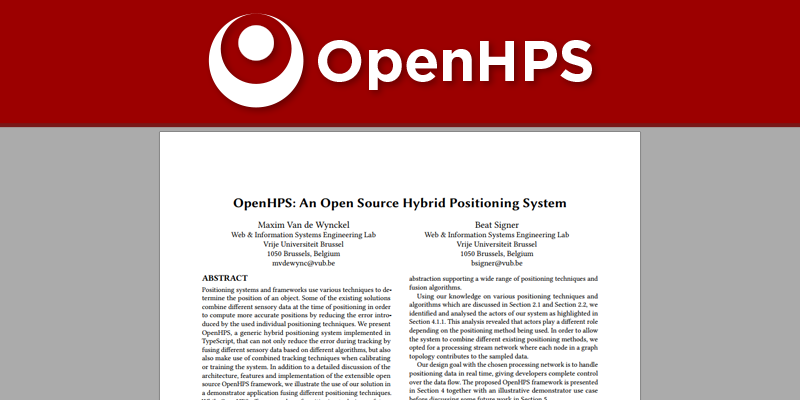 OpenHPS
OpenHPS: An Open Source Hybrid Positioning System
Maxim Van de Wynckel
Web & Information Systems Engineering Lab
Vrije Universiteit Brussel
1050 Brussels, Belgium
mvdewync@vub.be
Beat Signer
Web & Information Systems Engineering Lab
Vrije Universiteit Brussel
1050 Brussels, Belgium
bsigner@vub.be
ABSTRACT
Positioning systems and frameworks use various techniques to de-
termine the position of an object. Some of the existing solutions
combine different sensory data at the time of positioning in order
to compute more accurate positions by reducing the error intro-
duced by the used individual positioning techniques. We present
OpenHPS, a generic hybrid positioning system implemented in
TypeScript, that can not only reduce the error during tracking by
fusing different sensory data based on different algorithms, but also
also make use of combined tracking techniques when calibrating
or training the system. In addition to a detailed discussion of the
architecture, features and implementation of the extensible open
source OpenHPS framework, we illustrate the use of our solution in
a demonstrator application fusing different positioning techniques.
abstraction supporting a wide range of positioning techniques and
fusion algorithms.
Using our knowledge on various positioning techniques and
algorithms which are discussed in Section 2.1 and Section 2.2, we
identified and analysed the actors of our system as highlighted in
Section 4.1.1. This analysis revealed that actors play a different role
depending on the positioning method being used. In order to allow
the system to combine different existing positioning methods, we
opted for a processing stream network where each node in a graph
topology contributes to the sampled data.
Our design goal with the chosen processing network is to handle
positioning data in real time, giving developers complete control
over the data flow. The proposed OpenHPS framework is presented
in Section 4 together with an illustrative demonstrator use case
before discussing some future work in Section 5.